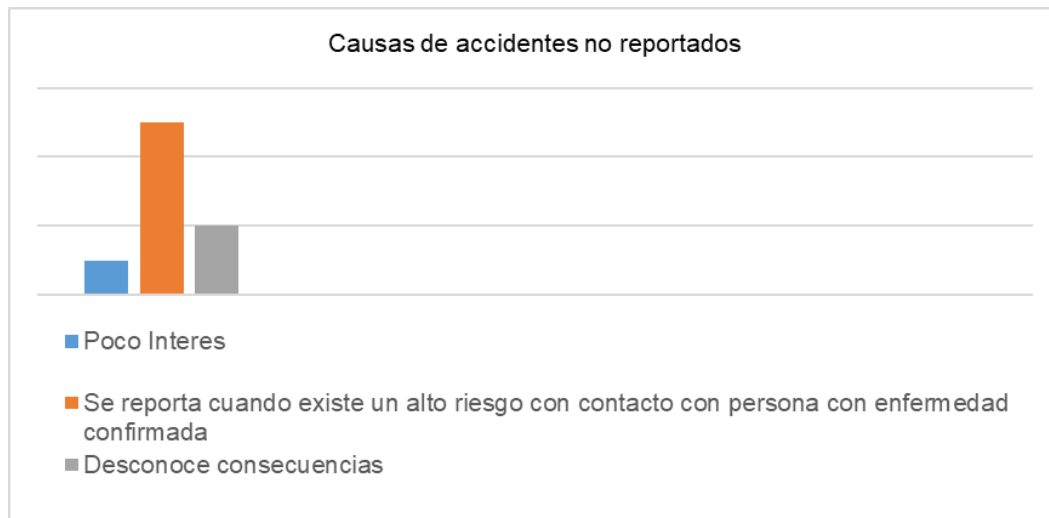 Causas de accidentes no reportados
Poco Interes
Se reporta cuando existe un alto riesgo con contacto con persona con enfermedad
confirmada
Desconoce consecuencias